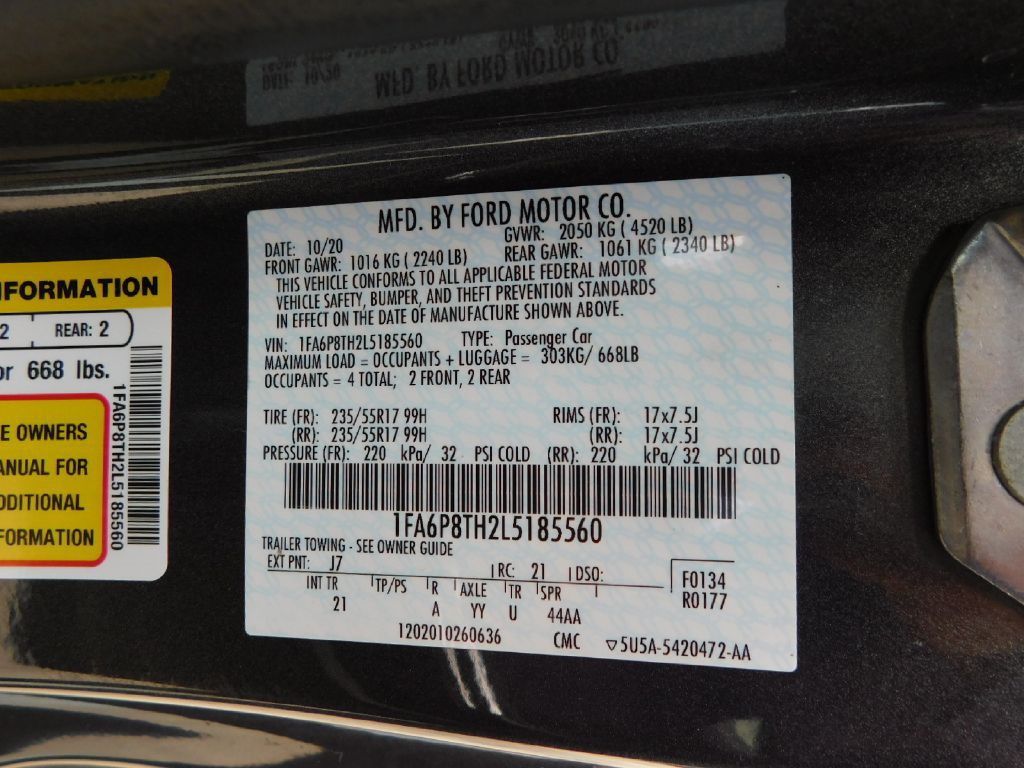 MFD. BY FORD MOTOR CO.
DATE: 10/20 GVWR: 2050 KG ( 4520 LB)
FRONT GAWR: 1016 KG ( 2240 LB) REAR GAWR: 1061 KG ( 2340 LB)
THIS VEHICLE CONFORMS TO ALL APPLICABLE FEDERAL MOTOR
VEHICLE SAFETY, BUMPER, AND THEFT PREVENTION STANDARDS
IN EFFECT ON THE DATE OF MANUFACTURE SHOWN ABOVE.
VIN: 1FA6P8TH2L5185560 TYPE: Passenger Car
MAXIMUM LOAD = OCCUPANTS + LUGGAGE = 303KG/ 668LB
OCCUPANTS = 4 TOTAL; 2 FRONT, 2 REAR
TIRE (FR): 235/55R17 99H RIMS (FR): 17x7.5J
(RR): 235/55R17 99H (RR): 17x7.5J
PRESSURE (FR): 220 kPa/ 32 PSI COLD (RR): 220 kPa/ 32 PSI COLD
1FA6P8TH2L5185560
TRAILER TOWING - SEE OWNER GUIDE
EXT PNT: J7 RC: 21 DSO: F0134
INT TR TP/PS R AXLE TR SPR R0177
21 A YY U 44AA
1202010260636 CMC ▽5U5A-5420472-AA
NFORMATION
2 REAR: 2
or 668 lbs.
E OWNERS
ANUAL FOR
DDITIONAL
FORMATION
1FA6P8TH2L5185560
MFD. BY FORD MOTOR CO
DATE: 10/20